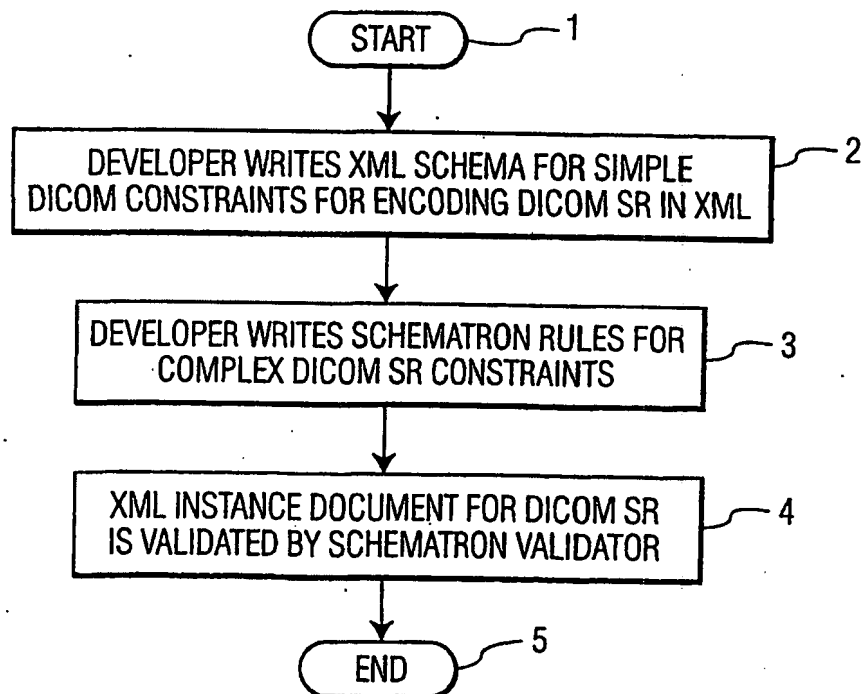 START
1
DEVELOPER WRITES XML SCHEMA FOR SIMPLE
DICOM CONSTRAINTS FOR ENCODING DICOM SR IN XML
2
DEVELOPER WRITES SCHEMATRON RULES FOR
COMPLEX DICOM SR CONSTRAINTS
3
XML INSTANCE DOCUMENT FOR DICOM SR
IS VALIDATED BY SCHEMATRON VALIDATOR
4
END
5